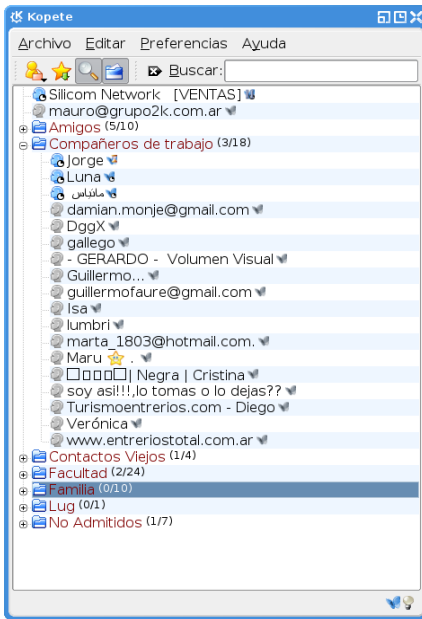 Kopete
Archivo Editar Preferencias Ayuda
Buscar:
Silicom Network [VENTAS]
mauro@grupo2k.com.ar
Amigos (5/10)
Compañeros de trabajo (3/18)
Jorge
Luna
damian.monje@gmail.com
DggX
gallego
- GERARDO - Volumen Visual
Guillermo...
guillermofaure@gmail.com
Isa
lumbri
marta_1803@hotmail.com.
Maru .
| Negra | Cristina
soy asi!!!,lo tomas o lo dejas??
Turismoentrerios.com - Diego
Verónica
www.entreriostotal.com.ar
Contactos Viejos (1/4)
Facultad (2/24)
Familia (0/10)
Lug (0/1)
No Admitidos (1/7)